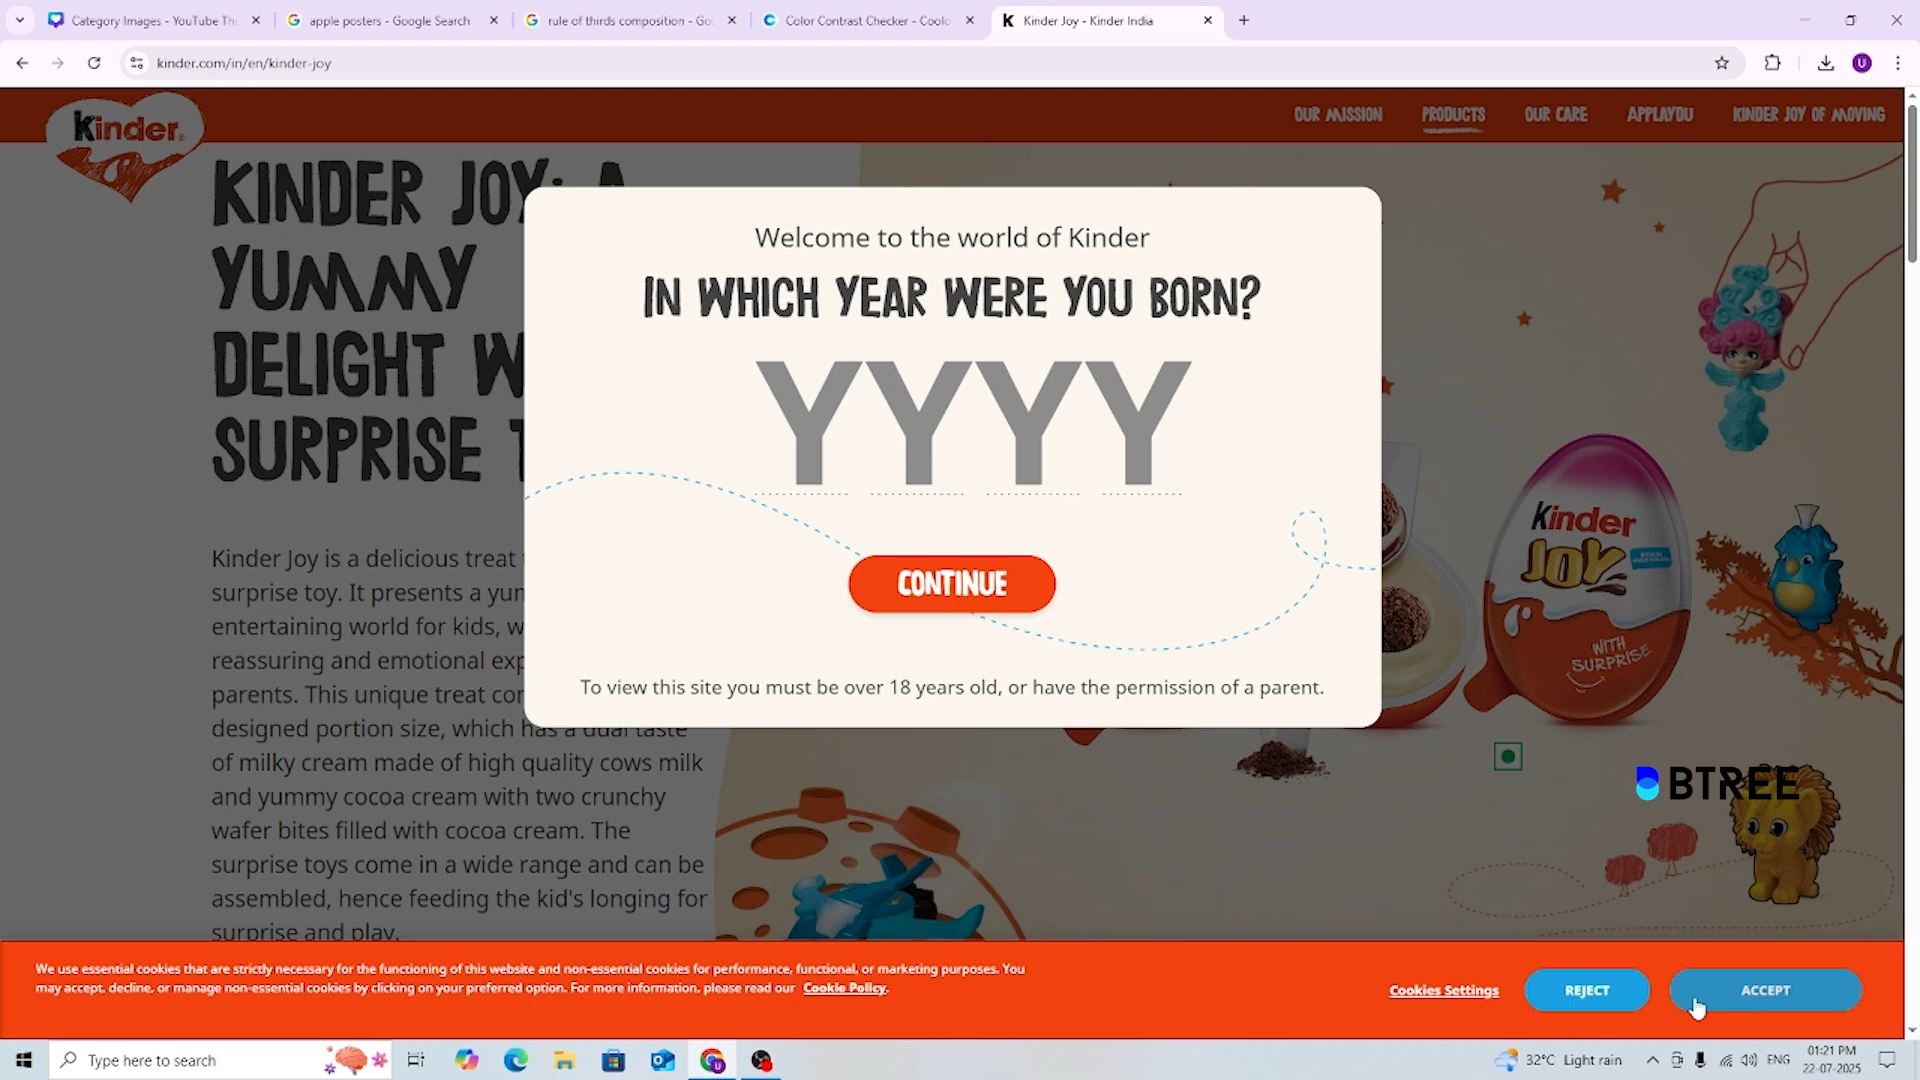 Category Images - YouTube Th
apple posters - Google Search
rule of thirds composition - Go
Color Contrast Checker - Coolo
Kinder Joy - Kinder India
kinder.com/in/en/kinder-joy
U
kinder
OUR MISSION
PRODUCTS
OUR CARE
APPLAYDU
KINDER JOY OF MOVING
KINDER JOY: A
YUMMY
DELIGHT W
SURPRISE T
Kinder Joy is a delicious treat
surprise toy. It presents a yu
entertaining world for kids, w
reassuring and emotional exp
parents. This unique treat co
designed portion size, which has a dual taste
of milky cream made of high quality cows milk
and yummy cocoa cream with two crunchy
wafer bites filled with cocoa cream. The
surprise toys come in a wide range and can be
assembled, hence feeding the kid's longing for
surprise and play.
Welcome to the world of Kinder
IN WHICH YEAR WERE YOU BORN?
YYYY
CONTINUE
To view this site you must be over 18 years old, or have the permission of a parent.
kinder
JOY
WITH
SURPRISE
BTREE
We use essential cookies that are strictly necessary for the functioning of this website and non-essential cookies for performance, functional, or marketing purposes. You
may accept, decline, or manage non-essential cookies by clicking on your preferred option. For more information, please read our Cookie Policy.
Cookies Settings
REJECT
ACCEPT
Type here to search
32°C Light rain
ENG
01:21 PM
22-07-2025